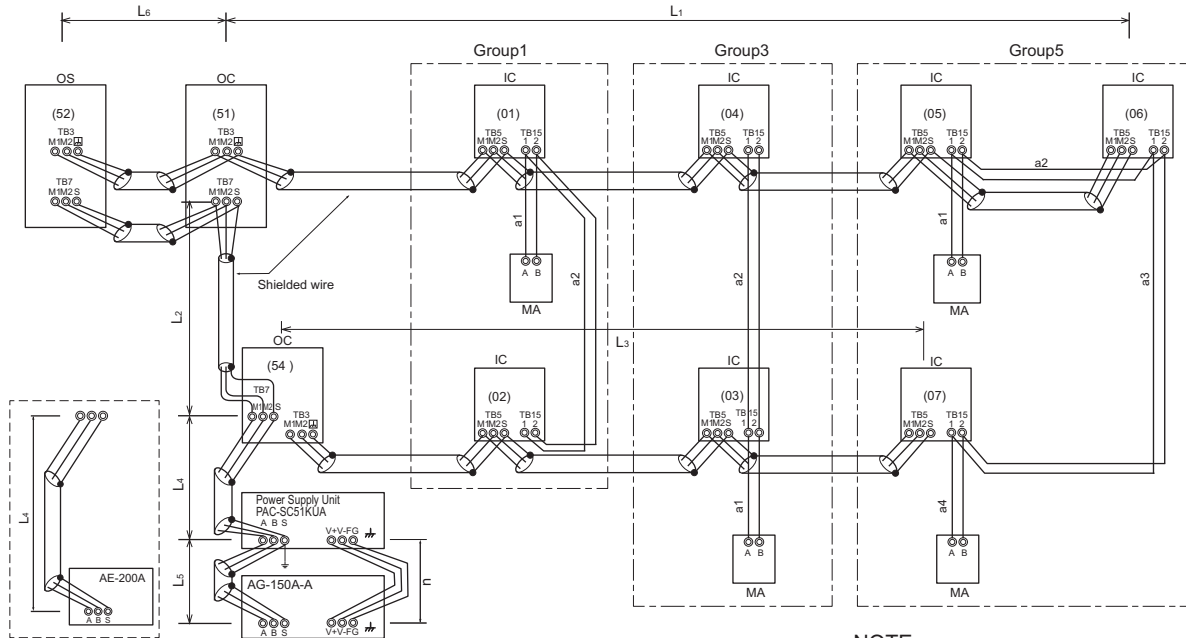 L6 L1
Group1 Group3 Group5
OS OC IC IC IC IC
(52) (51) (01) (04) (05) (06)
TB3 TB3 TB5 TB15 TB5 TB15 TB5 TB15 TB5 TB15
M1M2 M1M2 M1M2S 1 2 M1M2S 1 2 M1M2S 1 2 M1M2S 1 2
a2
TB7 TB7
M1M2 S M1M2 S
a1 a2 a2 a1 a3
A B A B
MA MA
Shielded wire
L2
L3
OC IC IC IC
(54 ) (02) (03) (07)
TB7 TB5 TB15 TB5 TB15 TB5 TB15
M1M2 S M1M2S 1 2 M1M2S 1 2 M1M2S 1 2
TB3
M1M2
L4 L4
a1 a4
Power Supply Unit
PAC-SC51KUA
A B S V+V-FG
A B A B
MA MA
L5 n
AE-200A
A B S
AG-150A-A
A B S V+V-FG